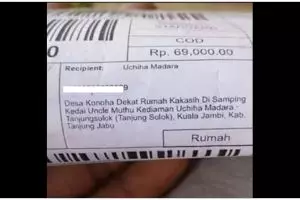 COD
Rp. 69,000.00
Recipient: Uchiha Madara
Desa Konoha Dekat Rumah Kakasih Di Samping
Kedai Uncle Muthu Kediaman Uchiha Madara
Tanjungsolok (Tanjung Solok), Kuala Jambi, Kab.
Tanjung Jabu
Rumah